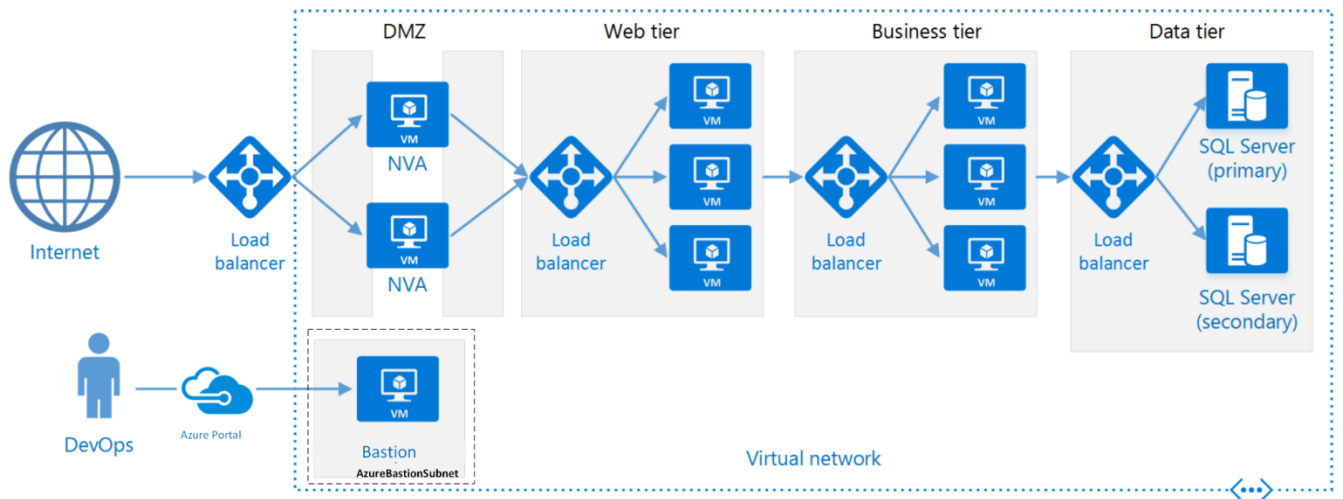 DMZ
Web tier
Business tier
Data tier
VM
NVA
VM
NVA
VM
VM
VM
VM
VM
VM
SQL Server
(primary)
SQL Server
(secondary)
Internet
Load
balancer
Load
balancer
Load
balancer
Load
balancer
DevOps
Azure Portal
VM
Bastion
AzureBastionSubnet
Virtual network